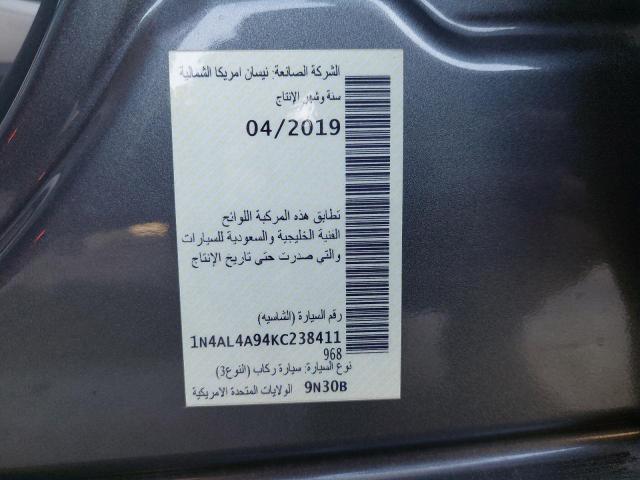 الشركة الصانعة: نيسان امريكا الشمالية
سنة وشهر الإنتاج
04/2019
تطابق هذه المركبة اللوائح
الفنية الخليجية والسعودية للسيارات
والتي صدرت حتى تاريخ الإنتاج
رقم السيارة (الشاسيه)
1N4AL4A94KC238411
968
نوع السيارة: سيارة ركاب (النوع3)
9N30B الولايات المتحدة الامريكية